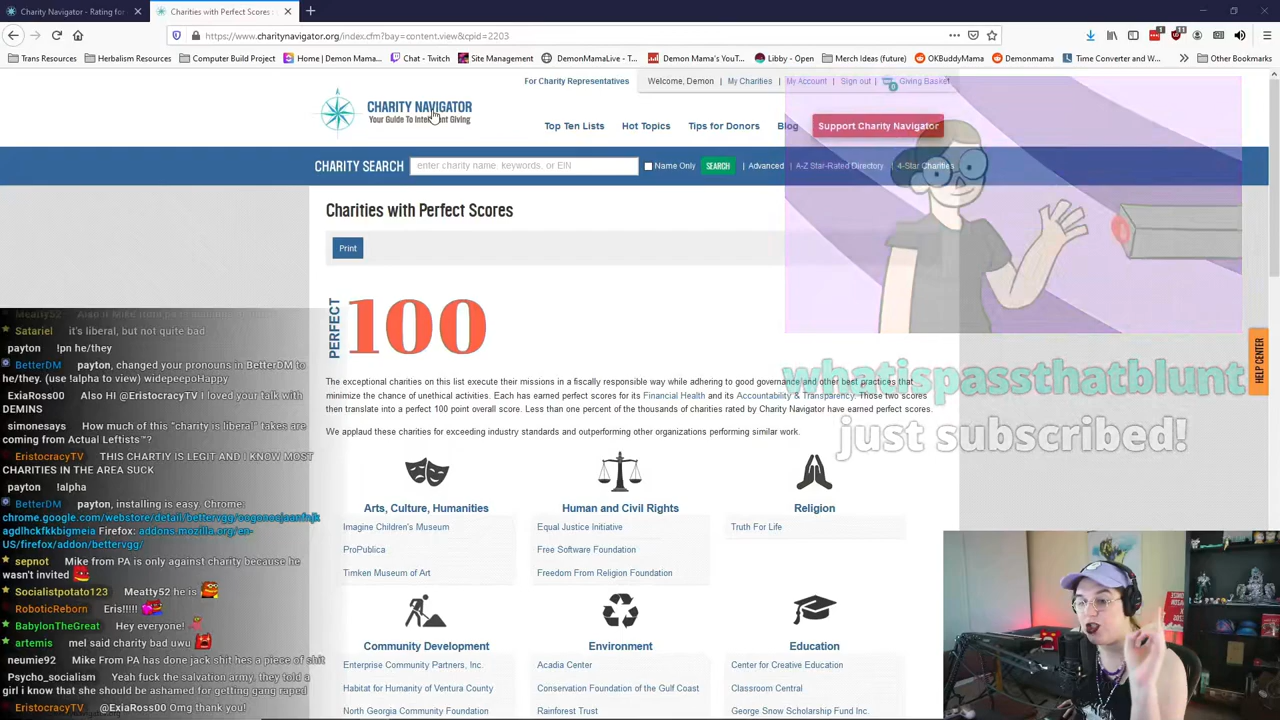 Charity Navigator - Rating for
Charities with Perfect Scores
https://www.charitynavigator.org/index.cfm?bay=content.view&cpid=2203
Trans Resources
Herbalism Resources
Computer Build Project
Home | Demon Mama...
Chat - Twitch
Site Management
DemonMamaLive - T...
Demon Mama's YouT...
Libby - Open
Merch Ideas (future)
OKBuddyMama
Demonmama
Time Converter and W...
Other Bookmarks
For Charity Representatives
Welcome, Demon
My Charities
My Account
Sign out
0
Giving Basket
CHARITY NAVIGATOR
Your Guide To Intelligent Giving
Top Ten Lists
Hot Topics
Tips for Donors
Blog
Support Charity Navigator
CHARITY SEARCH
enter charity name, keywords, or EIN
Name Only
SEARCH
Advanced
A-Z Star-Rated Directory
4-Star Charities
Charities with Perfect Scores
Print
PERFECT
100
The exceptional charities on this list execute their missions in a fiscally responsible way while adhering to good governance and other best practices that
minimize the chance of unethical activities. Each has earned perfect scores for its Financial Health and its Accountability & Transparency. Those two scores
then translate into a perfect 100 point overall score. Less than one percent of the thousands of charities rated by Charity Navigator have earned perfect scores.
We applaud these charities for exceeding industry standards and outperforming other organizations performing similar work.
Arts, Culture, Humanities
Imagine Children's Museum
ProPublica
Timken Museum of Art
Human and Civil Rights
Equal Justice Initiative
Free Software Foundation
Freedom From Religion Foundation
Religion
Truth For Life
Community Development
Enterprise Community Partners, Inc.
Habitat for Humanity of Ventura County
North Georgia Community Foundation
Environment
Acadia Center
Conservation Foundation of the Gulf Coast
Rainforest Trust
Education
Center for Creative Education
Classroom Central
George Snow Scholarship Fund Inc.
HELP CENTER
whatispassthatblunt
just subscribed!
Satariel it's liberal, but not quite bad
payton !pn he/they
BetterDM payton, changed your pronouns in BetterDM to
he/they. (use !alpha to view) widepeepoHappy
ExiaRoss00 Also HI @EristocracyTV I loved your talk with
DEMINS
simonesays How much of this "charity is liberal" takes are
coming from Actual Leftists™?
EristocracyTV THIS CHARTIY IS LEGIT AND I KNOW MOST
CHARITIES IN THE AREA SUCK
payton !alpha
BetterDM payton, installing is easy. Chrome:
chrome.google.com/webstore/detail/bettervgg/
Firefox: addons.mozilla.org/en-
US/firefox/addon/bettervgg/
sepnot Mike from PA is only against charity because he
wasn't invited
Socialistpotato123 Meatty52 he is
RoboticReborn Eris!!!!!
BabylonTheGreat Hey everyone!
artemis mel said charity bad uwu
neumie92 Mike From PA has done jack shit hes a piece of shit
Psycho_socialism Yeah fuck the salvation army, they told a
girl i know that she should be ashamed for getting gang raped
EristocracyTV @ExiaRoss00 Omg thank you!